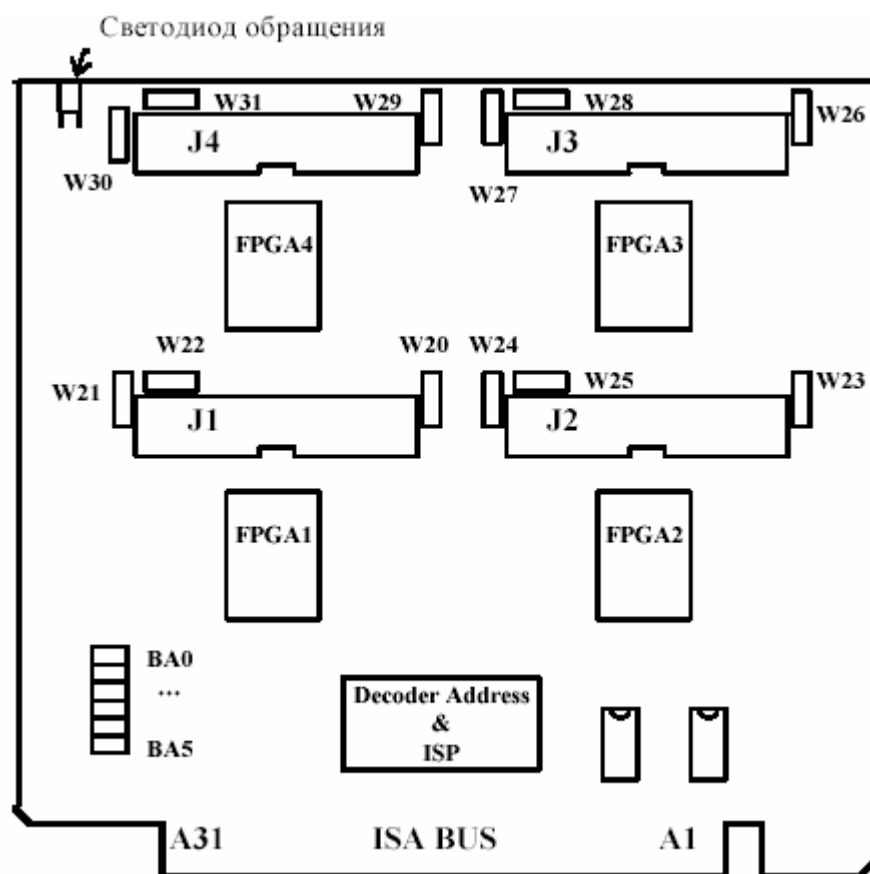 Светодиод обращения
W31 W29 W28 W26
J4 J3
W30 W27
FPGA4 FPGA3
W22 W20 W24
W21 W25 W23
J1 J2
FPGA1 FPGA2
BA0
...
BA5
Decoder Address
&
ISP
A31 ISA BUS A1